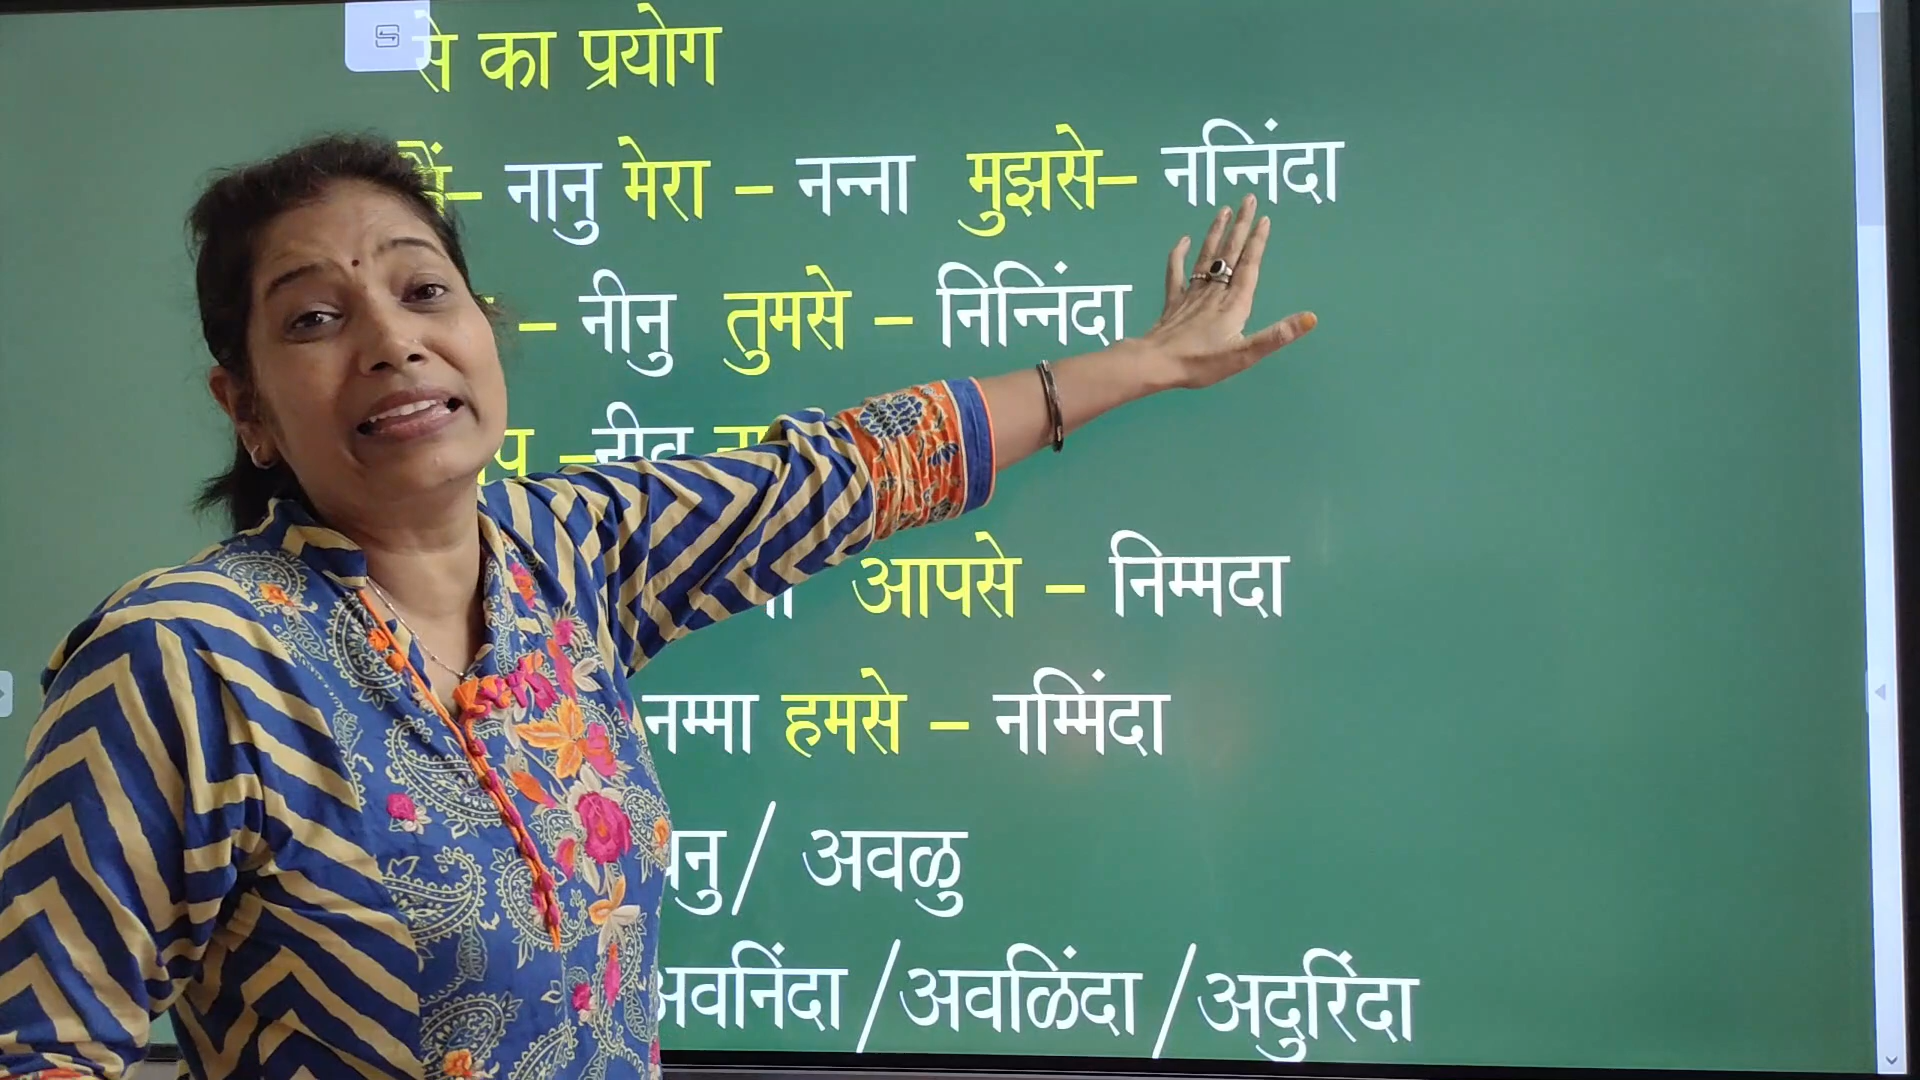 से का प्रयोग
नानु मेरा – नन्ना मुझसे– नन्निंदा
– नीनु तुमसे – निन्निंदा
आपसे – निम्मदा
नम्मा हमसे – नम्मिंदा
/ अवळु
अवनिंदा /अवळिंदा /अदुरिंदा